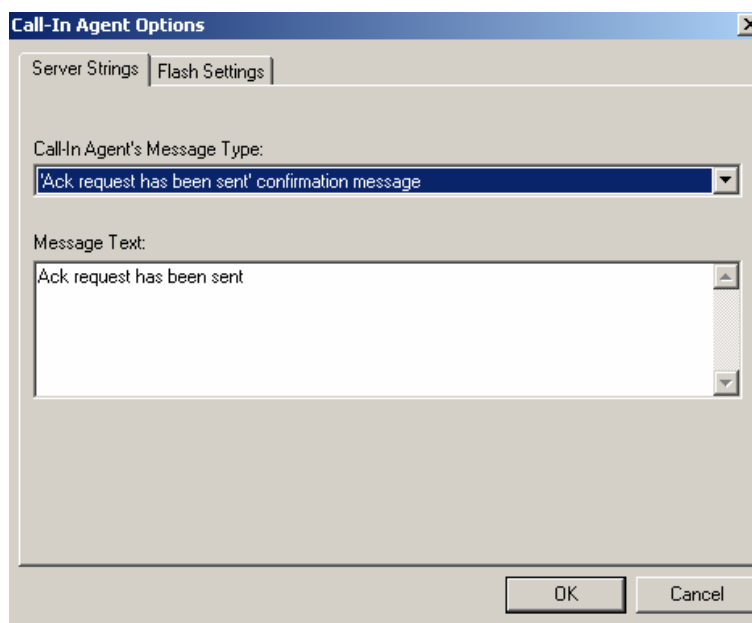 Call-In Agent Options
Server Strings
Flash Settings
Call-In Agent's Message Type:
'Ack request has been sent' confirmation message
Message Text:
Ack request has been sent
OK
Cancel